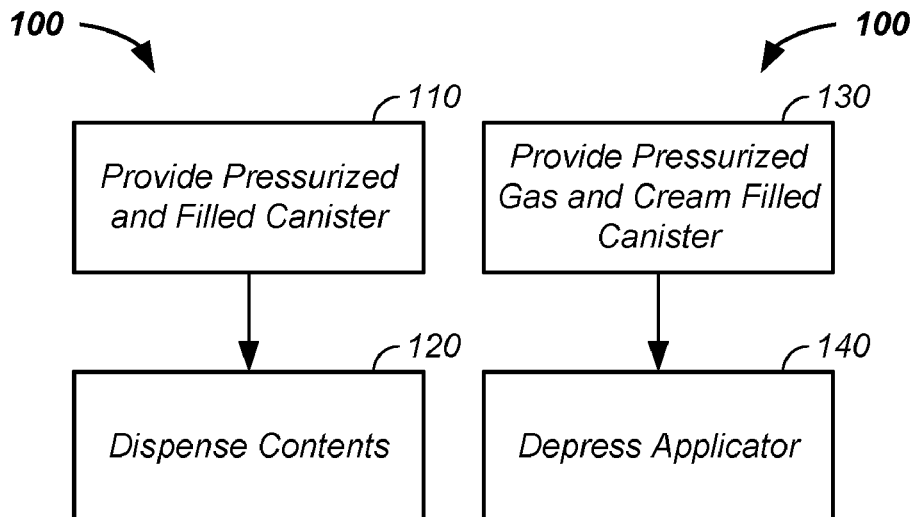 100
100
110
130
Provide Pressurized
and Filled Canister
Provide Pressurized
Gas and Cream Filled
Canister
120
140
Dispense Contents
Depress Applicator